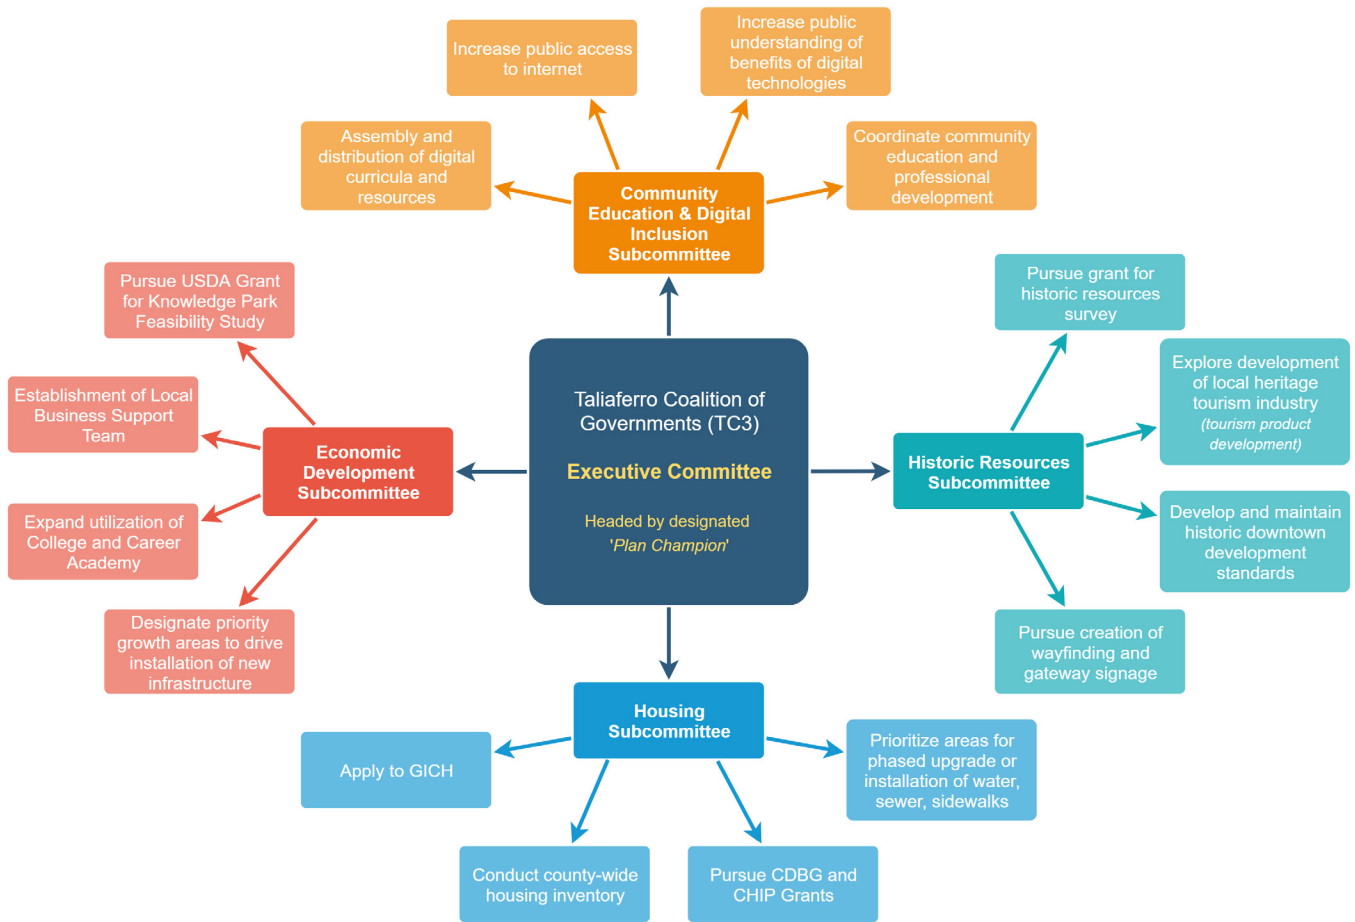 Increase public access
to internet
Increase public
understanding of
benefits of digital
technologies
Assembly and
distribution of digital
curricula and
resources
Coordinate community
education and
professional
development
Community
Education & Digital
Inclusion
Subcommittee
Pursue USDA Grant
for Knowledge Park
Feasibility Study
Establishment of Local
Business Support
Team
Economic
Development
Subcommittee
Expand utilization of
College and Career
Academy
Designate priority
growth areas to drive
installation of new
infrastructure
Taliaferro Coalition of
Governments (TC3)
Executive Committee
Headed by designated
'Plan Champion'
Pursue grant for
historic resources
survey
Explore development
of local heritage
tourism industry
(tourism product
development)
Historic Resources
Subcommittee
Develop and maintain
historic downtown
development
standards
Pursue creation of
wayfinding and
gateway signage
Housing
Subcommittee
Apply to GICH
Prioritize areas for
phased upgrade or
installation of water,
sewer, sidewalks
Conduct county-wide
housing inventory
Pursue CDBG and
CHIP Grants